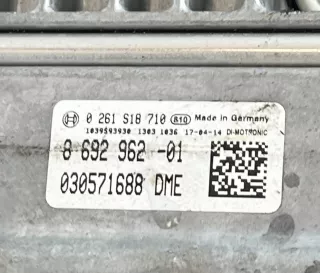 0 261 S18 710 A10 Made in Germany
1039S93930 1303 1036 17-04-14 DI-MOTRONIC
8 692 962 -01
030571688 DME